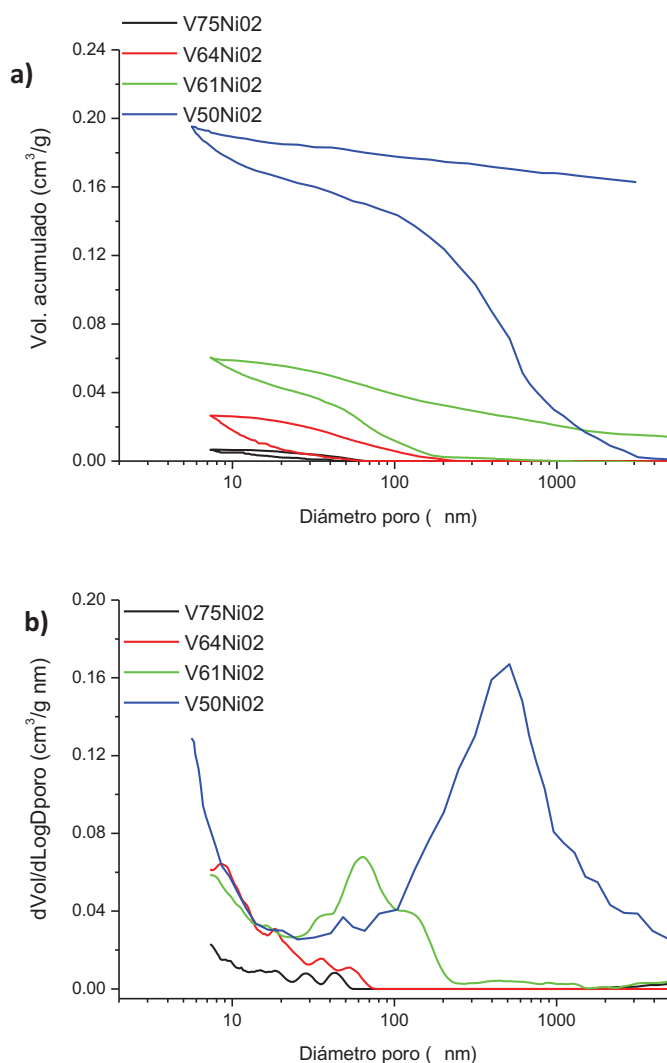 a)
V75Ni02
V64Ni02
V61Ni02
V50Ni02
0.24
0.20
0.16
0.12
0.08
0.04
0.00
Vol. acumulado (cm³/g)
10
100
1000
Diámetro poro ( nm)
b)
V75Ni02
V64Ni02
V61Ni02
V50Ni02
0.20
0.16
0.12
0.08
0.04
0.00
dVol/dLogDporo (cm³/g nm)
10
100
1000
Diámetro poro ( nm)